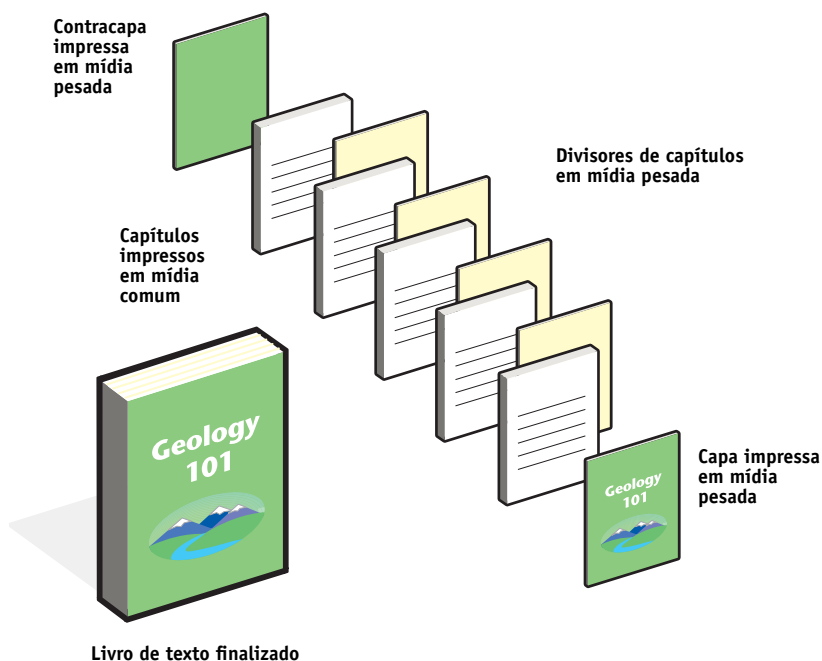 Contracapa
impressa
em mídia
pesada
Divisores de capítulos
em mídia pesada
Capítulos
impressos
em mídia
comum
Geology
101
Capa impressa
em mídia
pesada
Geology
101
Livro de texto finalizado